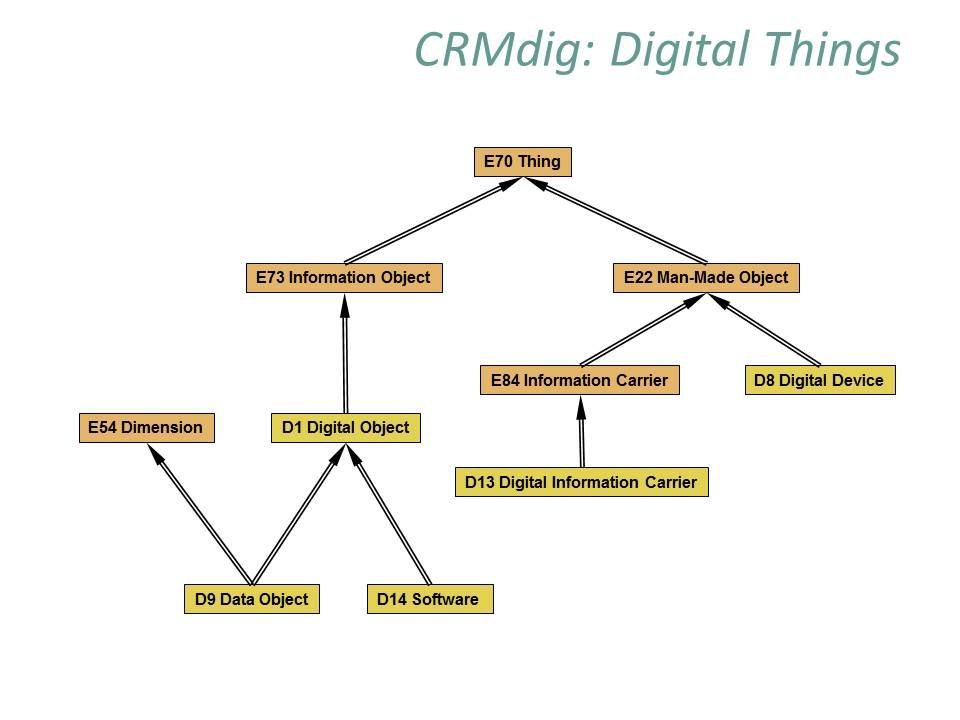 CRMdig: Digital Things
E70 Thing
E73 Information Object
E22 Man-Made Object
E84 Information Carrier
D8 Digital Device
E54 Dimension
D1 Digital Object
D13 Digital Information Carrier
D9 Data Object
D14 Software